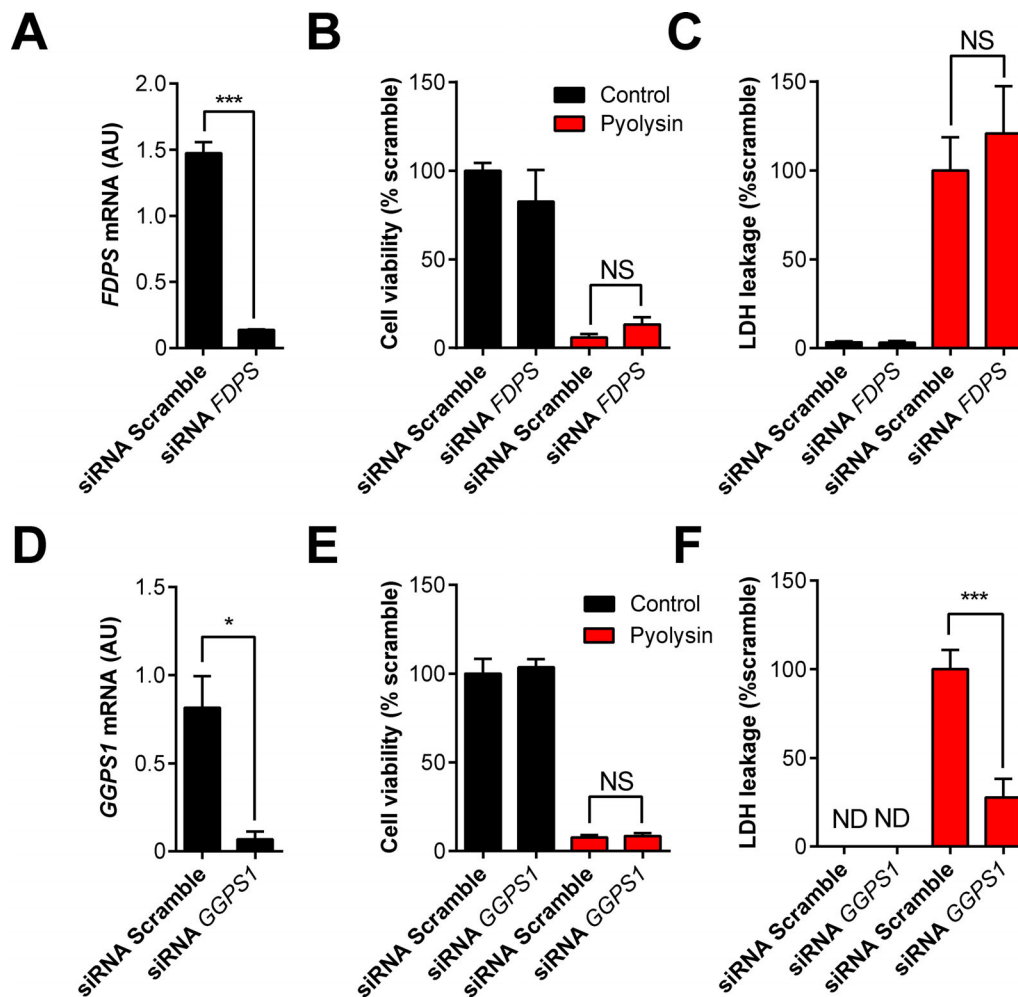 A
FDPS mRNA (AU)
2.0
1.5
1.0
0.5
0.0
***
siRNA Scramble
siRNA FDPS
B
Cell viability (% scramble)
150
100
50
0
Control
Pyolysin
NS
siRNA Scramble
siRNA FDPS
siRNA Scramble
siRNA FDPS
C
LDH leakage (%scramble)
150
100
50
0
NS
siRNA Scramble
siRNA FDPS
siRNA Scramble
siRNA FDPS
D
GGPS1 mRNA (AU)
1.5
1.0
0.5
0.0
*
siRNA Scramble
siRNA GGPS1
E
Cell viability (% scramble)
150
100
50
0
Control
Pyolysin
NS
siRNA Scramble
siRNA GGPS1
siRNA Scramble
siRNA GGPS1
F
LDH leakage (%scramble)
150
100
50
0
ND ND
***
siRNA Scramble
siRNA GGPS1
siRNA Scramble
siRNA GGPS1